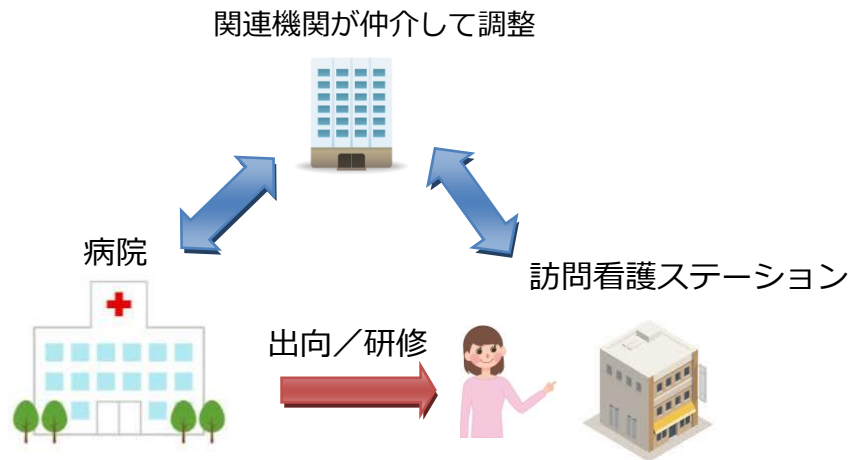 関連機関が仲介して調整
病院
訪問看護ステーション
出向／研修